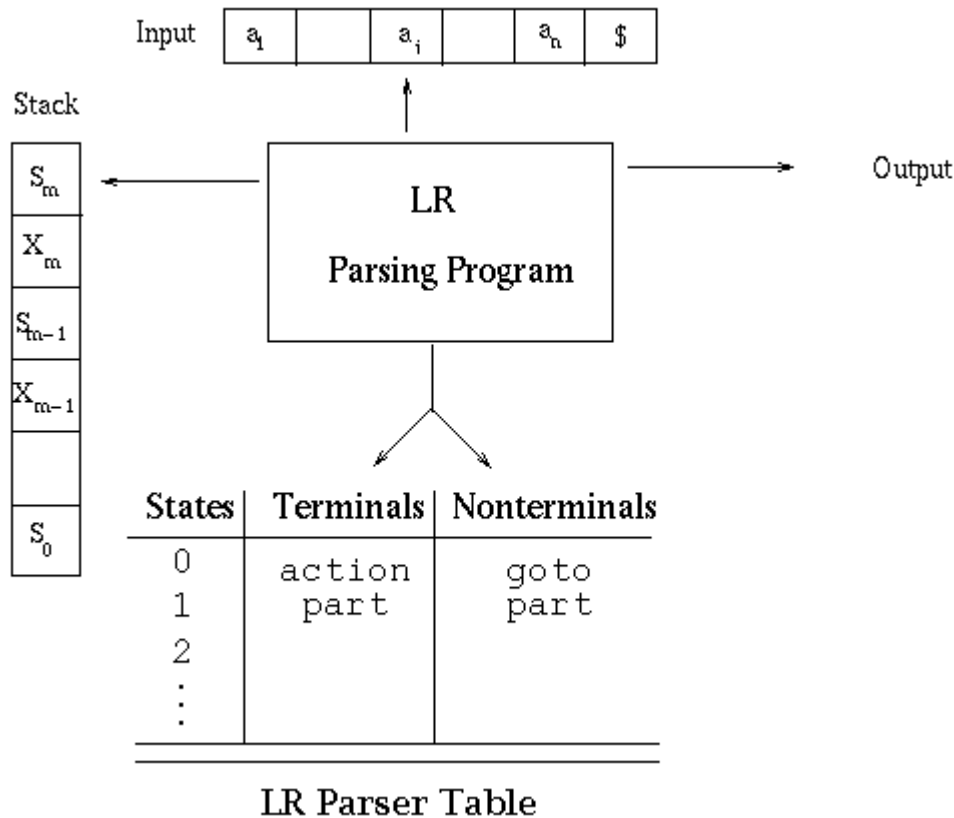 Input a₁ aᵢ aₙ $
Stack
Sₘ
Xₘ
Sₘ₋₁
Xₘ₋₁
S₀
LR
Parsing Program
Output
States Terminals Nonterminals
0 action goto
1 part part
2
⋮
LR Parser Table